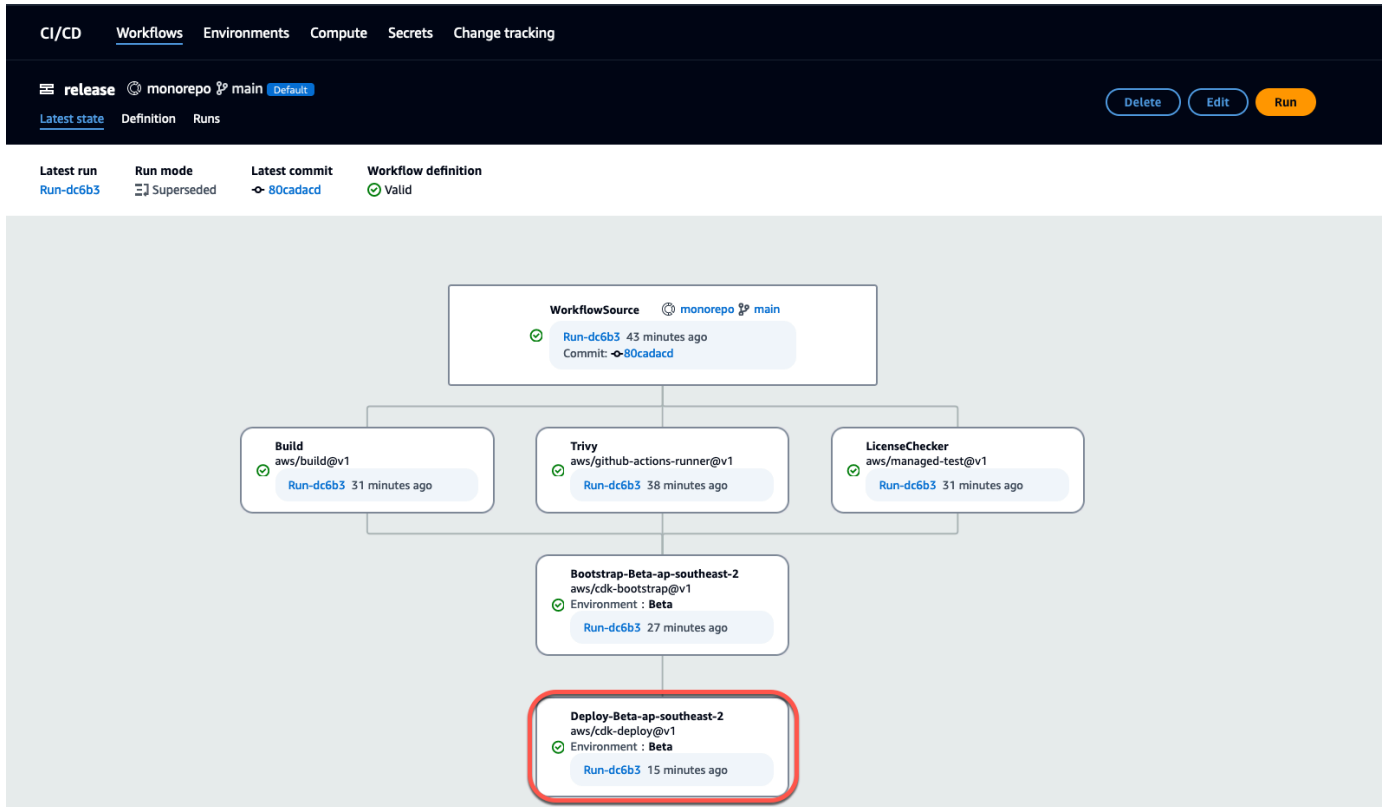 CI/CD Workflows Environments Compute Secrets Change tracking
release monorepo main Default
Delete Edit Run
Latest state Definition Runs
Latest run Run mode Latest commit Workflow definition
Run-dc6b3 Superseded 80cadacd Valid
WorkflowSource monorepo main
Run-dc6b3 43 minutes ago
Commit: 80cadacd
Build
aws/build@v1
Run-dc6b3 31 minutes ago
Trivy
aws/github-actions-runner@v1
Run-dc6b3 38 minutes ago
LicenseChecker
aws/managed-test@v1
Run-dc6b3 31 minutes ago
Bootstrap-Beta-ap-southeast-2
aws/cdk-bootstrap@v1
Environment : Beta
Run-dc6b3 27 minutes ago
Deploy-Beta-ap-southeast-2
aws/cdk-deploy@v1
Environment : Beta
Run-dc6b3 15 minutes ago